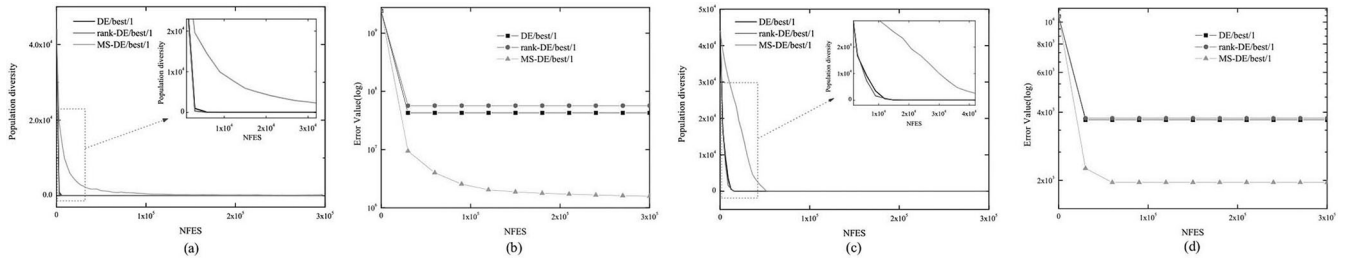 DE/best/1
rank-DE/best/1
MS-DE/best/1
4.0x10⁴
2.0x10⁴
0.0
Population diversity
2x10⁴
1x10⁴
0
Population diversity
1x10⁴
2x10⁴
3x10⁴
NFES
0
1x10⁵
2x10⁵
3x10⁵
NFES
(a)
DE/best/1
rank-DE/best/1
MS-DE/best/1
10⁸
10⁷
10⁶
Error Value(log)
0
1x10⁵
2x10⁵
3x10⁵
NFES
(b)
DE/best/1
rank-DE/best/1
MS-DE/best/1
5x10⁴
4x10⁴
3x10⁴
2x10⁴
1x10⁴
0
Population diversity
Population diversity
1x10⁴
2x10⁴
3x10⁴
4x10⁴
NFES
0
1x10⁵
2x10⁵
3x10⁵
NFES
(c)
DE/best/1
rank-DE/best/1
MS-DE/best/1
Error Value(log)
0
1x10⁵
2x10⁵
3x10⁵
NFES
(d)